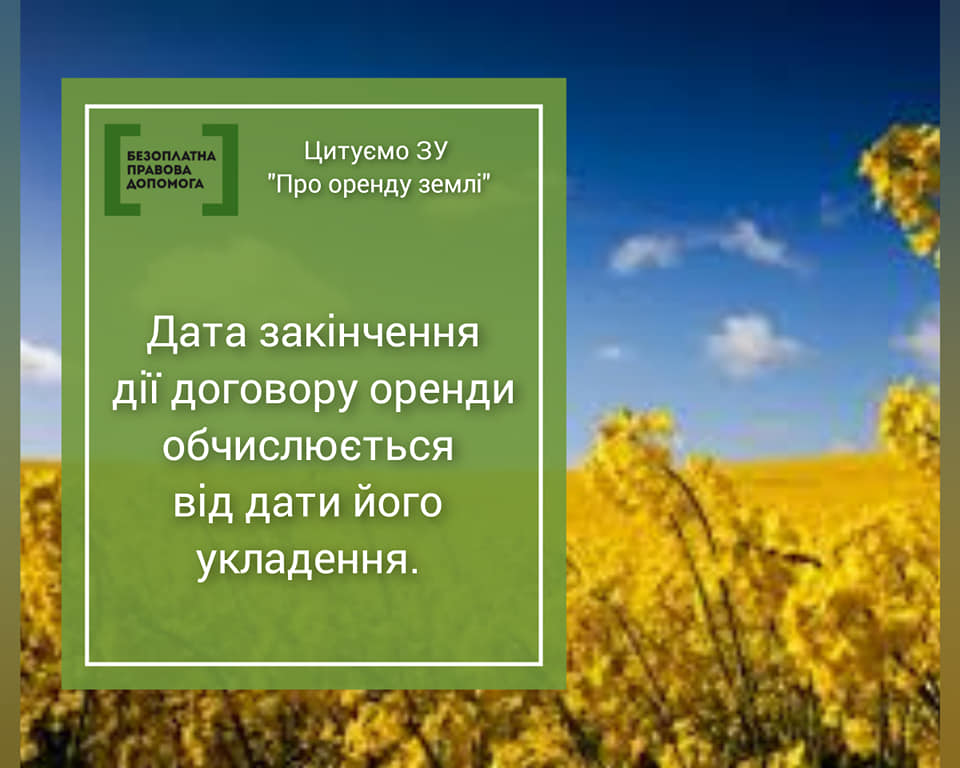 БЕЗОПЛАТНА
ПРАВОВА
ДОПОМОГА
Цитуємо ЗУ
"Про оренду землі"
Дата закінчення
дії договору оренди
обчислюється
від дати його
укладення.